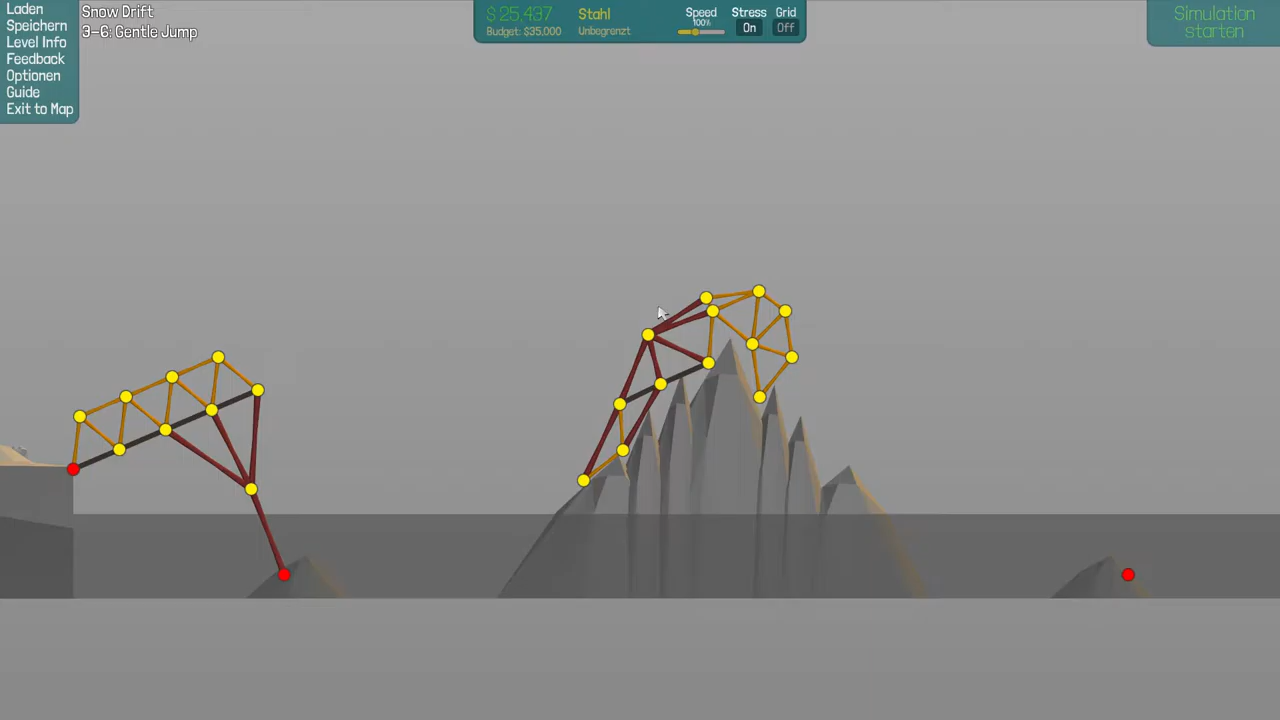 Laden
Speichern
Level Info
Feedback
Optionen
Guide
Exit to Map
Snow Drift
3-6: Gentle Jump
$ 25,437
Budget: $35,000
Stahl
Unbegrenzt
Speed
100%
Stress
On
Grid
Off
Simulation
starten